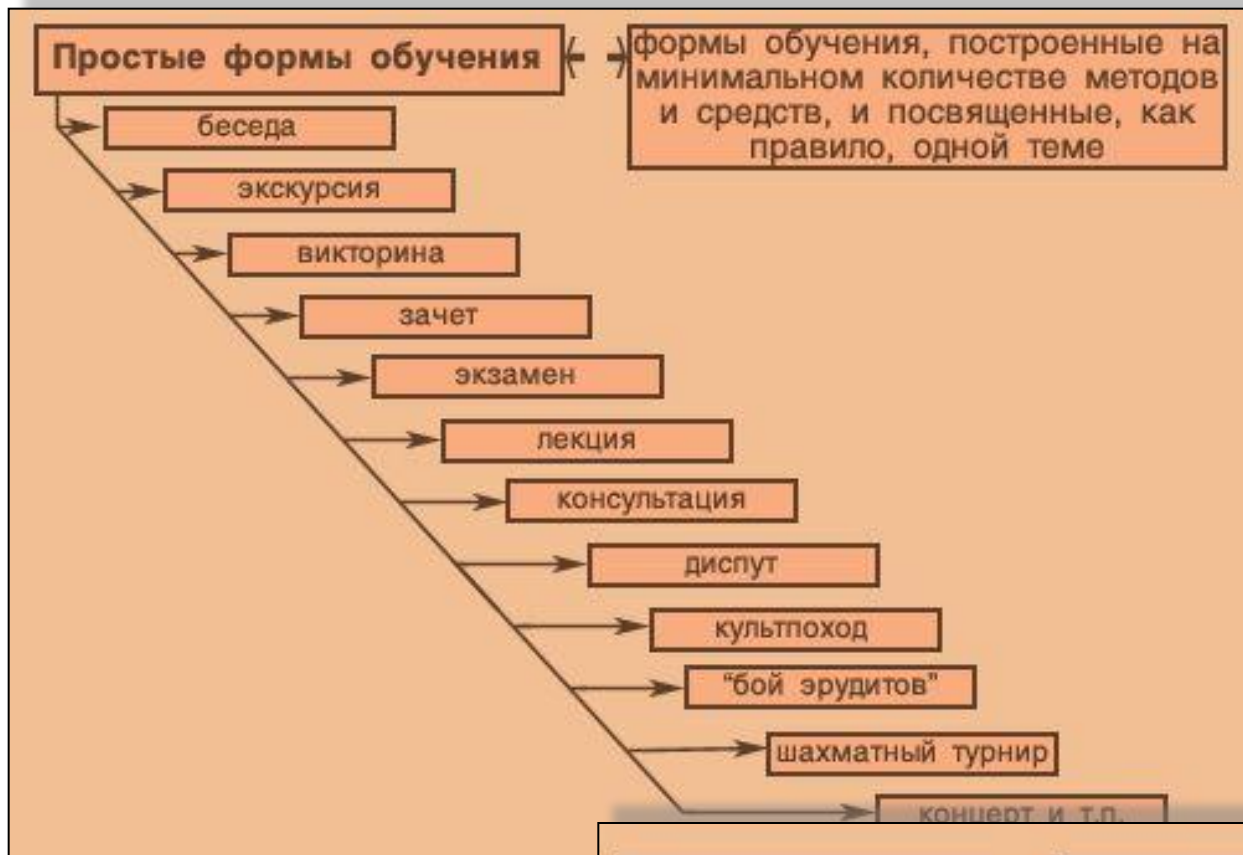 Простые формы обучения
формы обучения, построенные на
минимальном количестве методов
и средств, и посвященные, как
правило, одной теме
беседа
экскурсия
викторина
зачет
экзамен
лекция
консультация
диспут
культпоход
"бой эрудитов"
шахматный турнир
концерт и т.п.